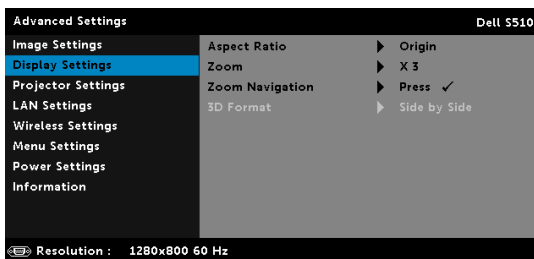 Advanced Settings Dell S510
Image Settings
Display Settings
Projector Settings
LAN Settings
Wireless Settings
Menu Settings
Power Settings
Information
Aspect Ratio Origin
Zoom X 3
Zoom Navigation Press ✓
3D Format Side by Side
Resolution : 1280x800 60 Hz